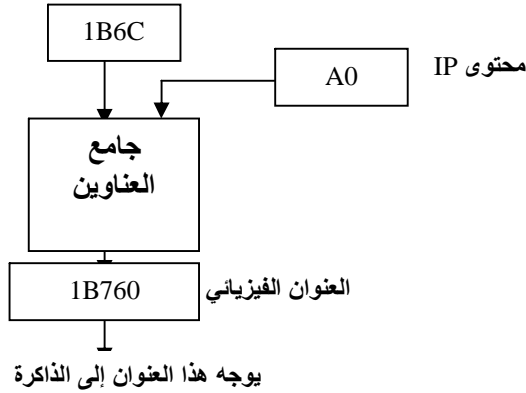 1B6C
A0
محتوى IP
جامع
العناوين
1B760
العنوان الفيزيائي
يوجه هذا العنوان إلى الذاكرة